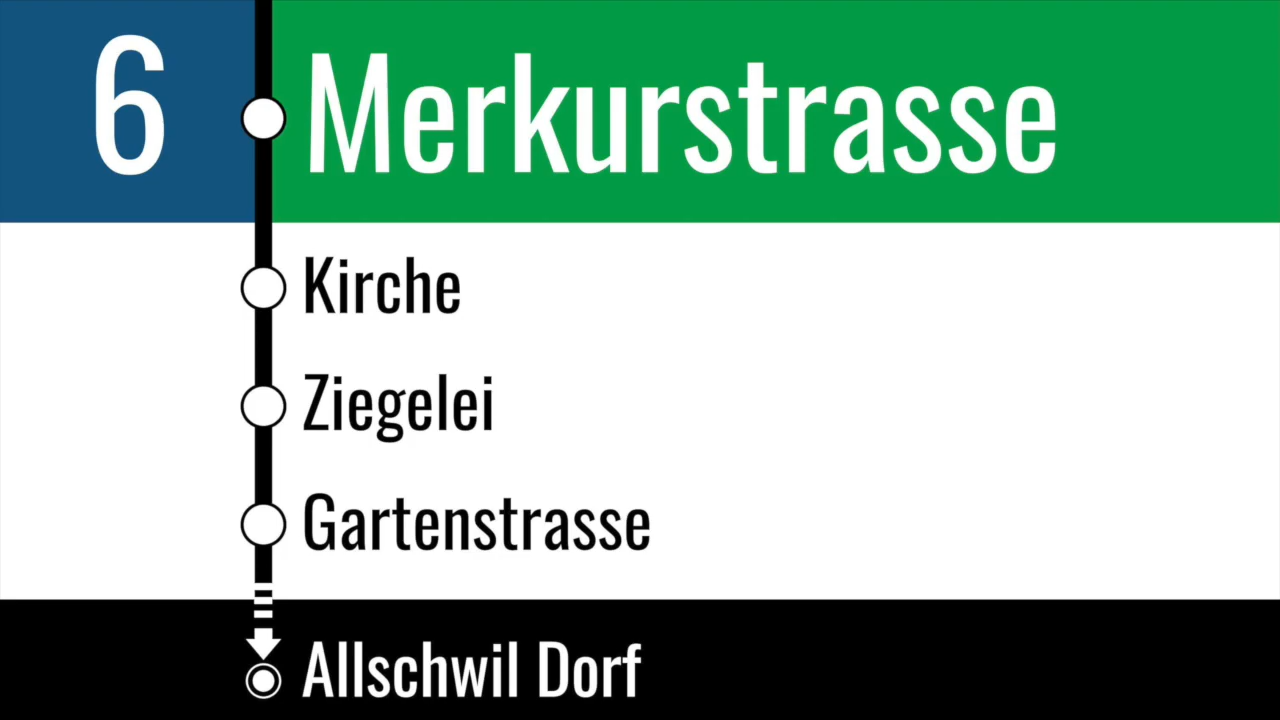 6 Merkurstrasse
Kirche
Ziegelei
Gartenstrasse
Allschwil Dorf